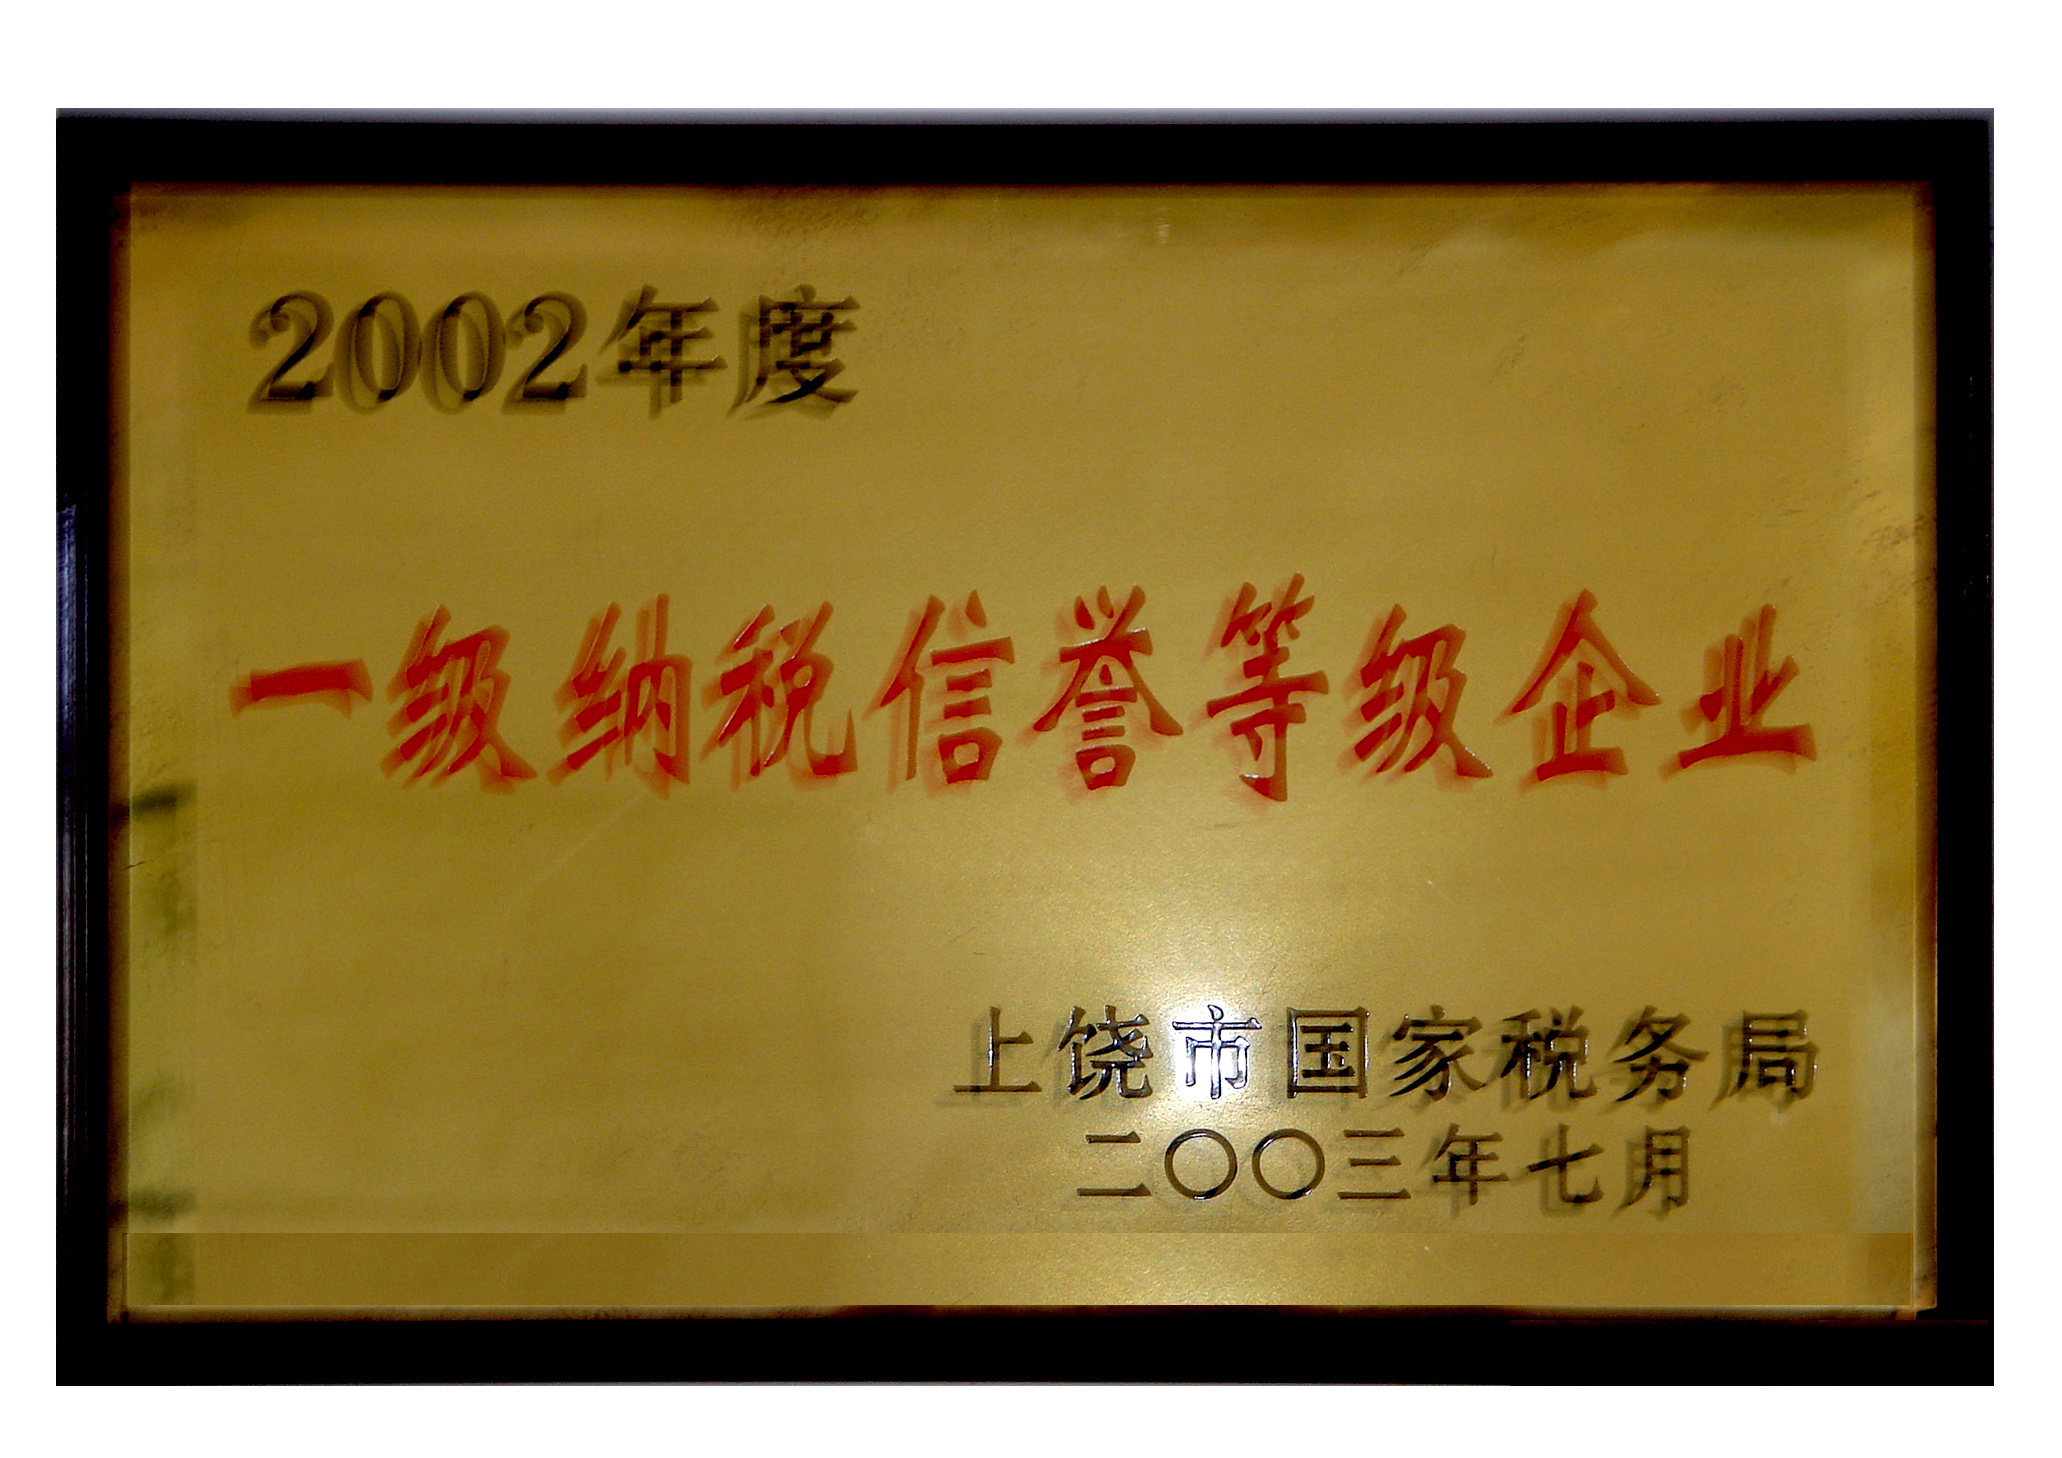 2002年度
一级纳税信誉等级企业
上饶市国家税务局
二〇〇三年七月